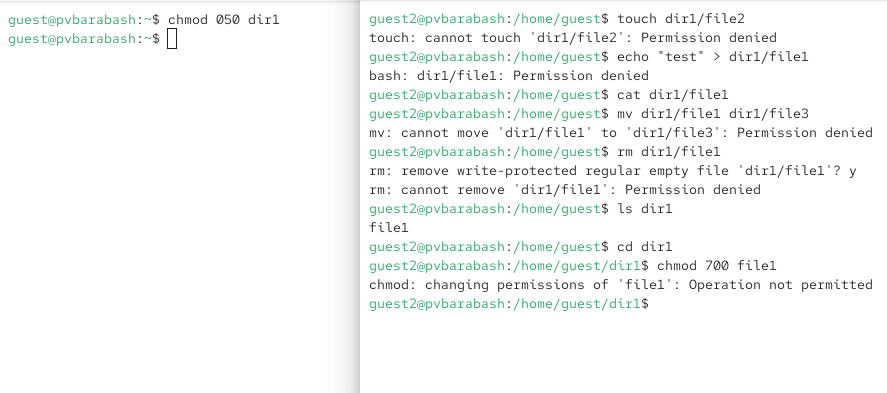 guest@pvbarabash:~$ chmod 050 dir1
guest@pvbarabash:~$
guest2@pvbarabash:/home/guest$ touch dir1/file2
touch: cannot touch 'dir1/file2': Permission denied
guest2@pvbarabash:/home/guest$ echo "test" > dir1/file1
bash: dir1/file1: Permission denied
guest2@pvbarabash:/home/guest$ cat dir1/file1
guest2@pvbarabash:/home/guest$ mv dir1/file1 dir1/file3
mv: cannot move 'dir1/file1' to 'dir1/file3': Permission denied
guest2@pvbarabash:/home/guest$ rm dir1/file1
rm: remove write-protected regular empty file 'dir1/file1'? y
rm: cannot remove 'dir1/file1': Permission denied
guest2@pvbarabash:/home/guest$ ls dir1
file1
guest2@pvbarabash:/home/guest$ cd dir1
guest2@pvbarabash:/home/guest/dir1$ chmod 700 file1
chmod: changing permissions of 'file1': Operation not permitted
guest2@pvbarabash:/home/guest/dir1$